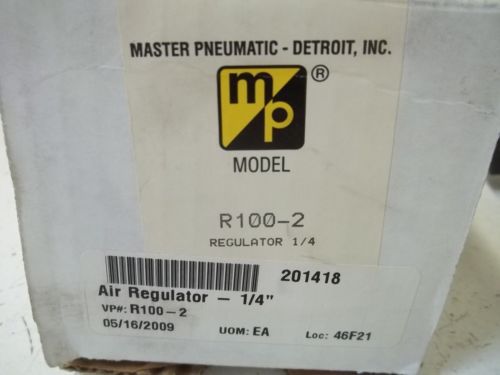 MASTER PNEUMATIC - DETROIT, INC.
mp ®
MODEL
R100-2
REGULATOR 1/4
201418
Air Regulator - 1/4"
VP#: R100-2
05/16/2009 UOM: EA Loc: 46F21